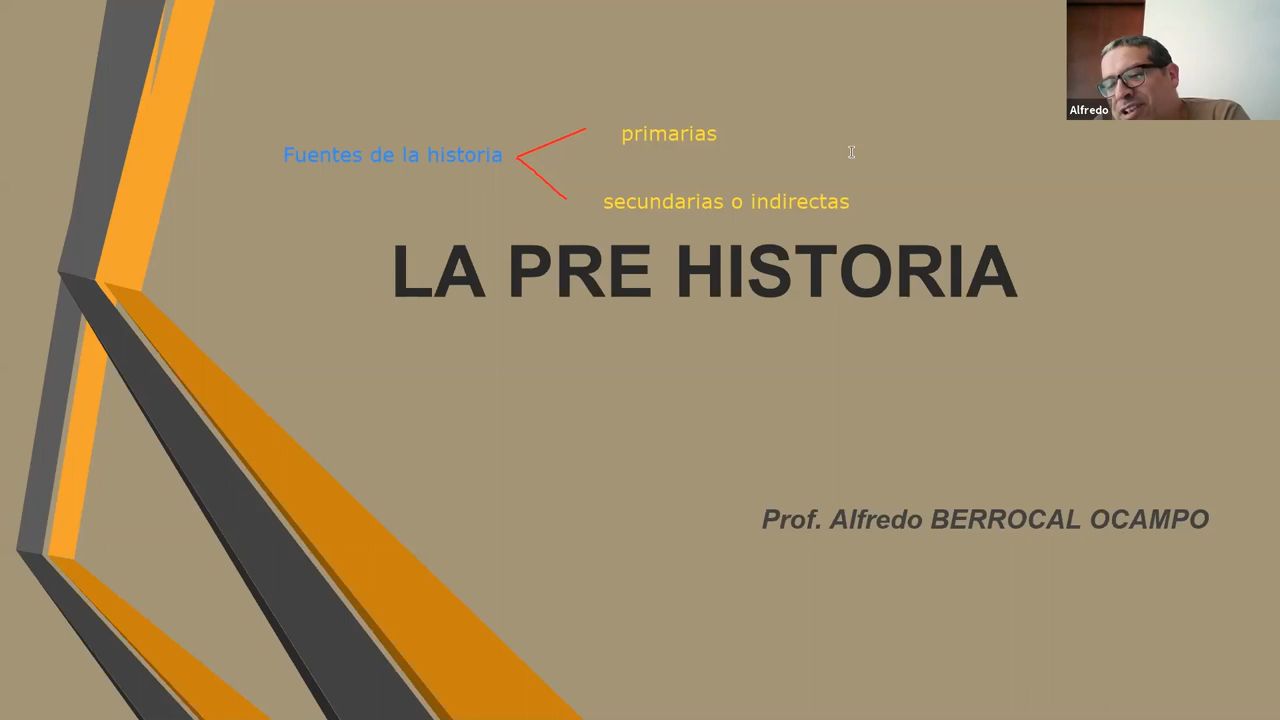 Alfredo
primarias
Fuentes de la historia
secundarias o indirectas
LA PRE HISTORIA
Prof. Alfredo BERROCAL OCAMPO